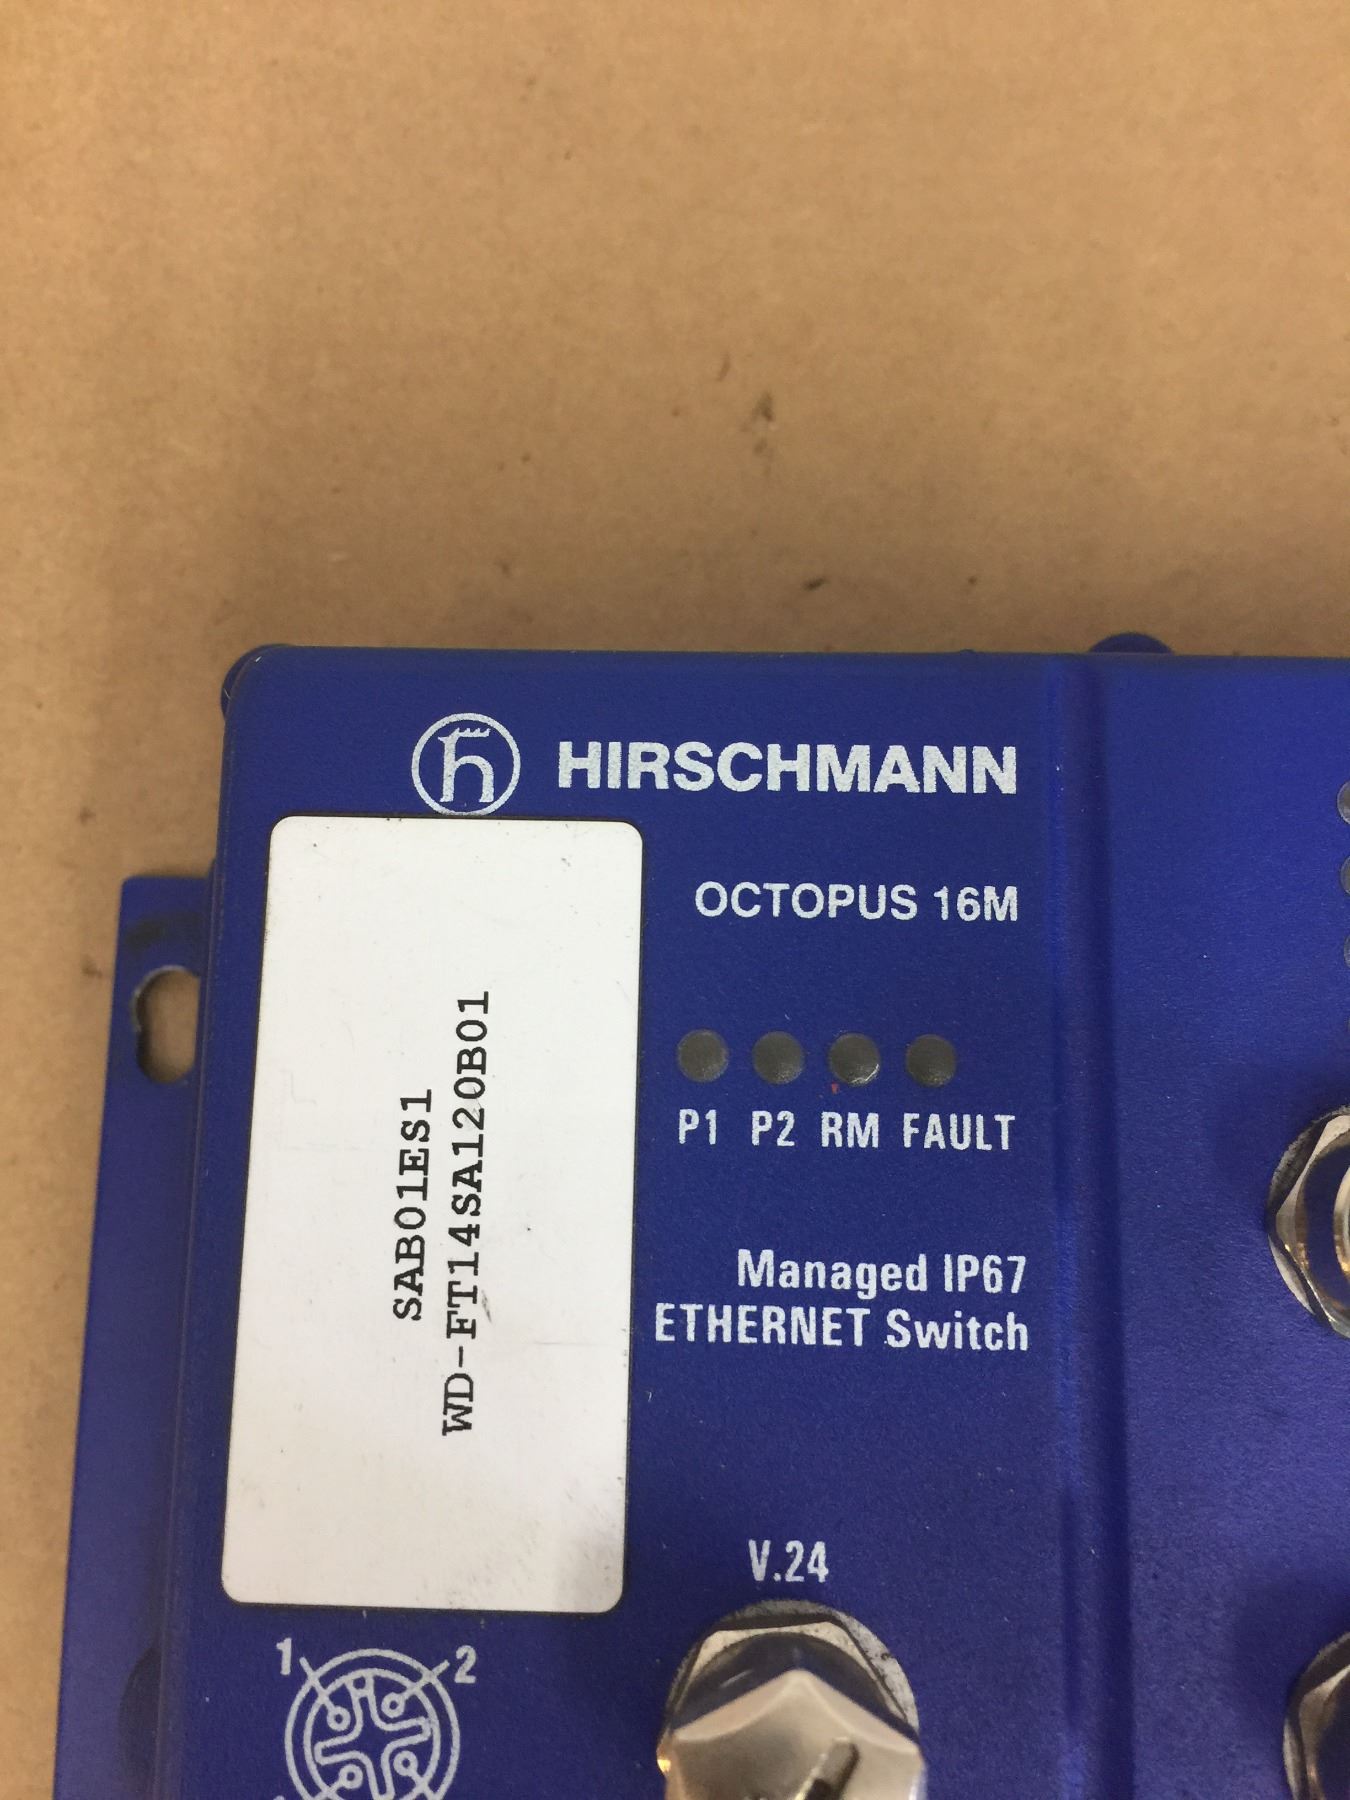 HIRSCHMANN
OCTOPUS 16M
P1 P2 RM FAULT
Managed IP67
ETHERNET Switch
SAB01ES1
WD-FT14SA120B01
V.24
1 2